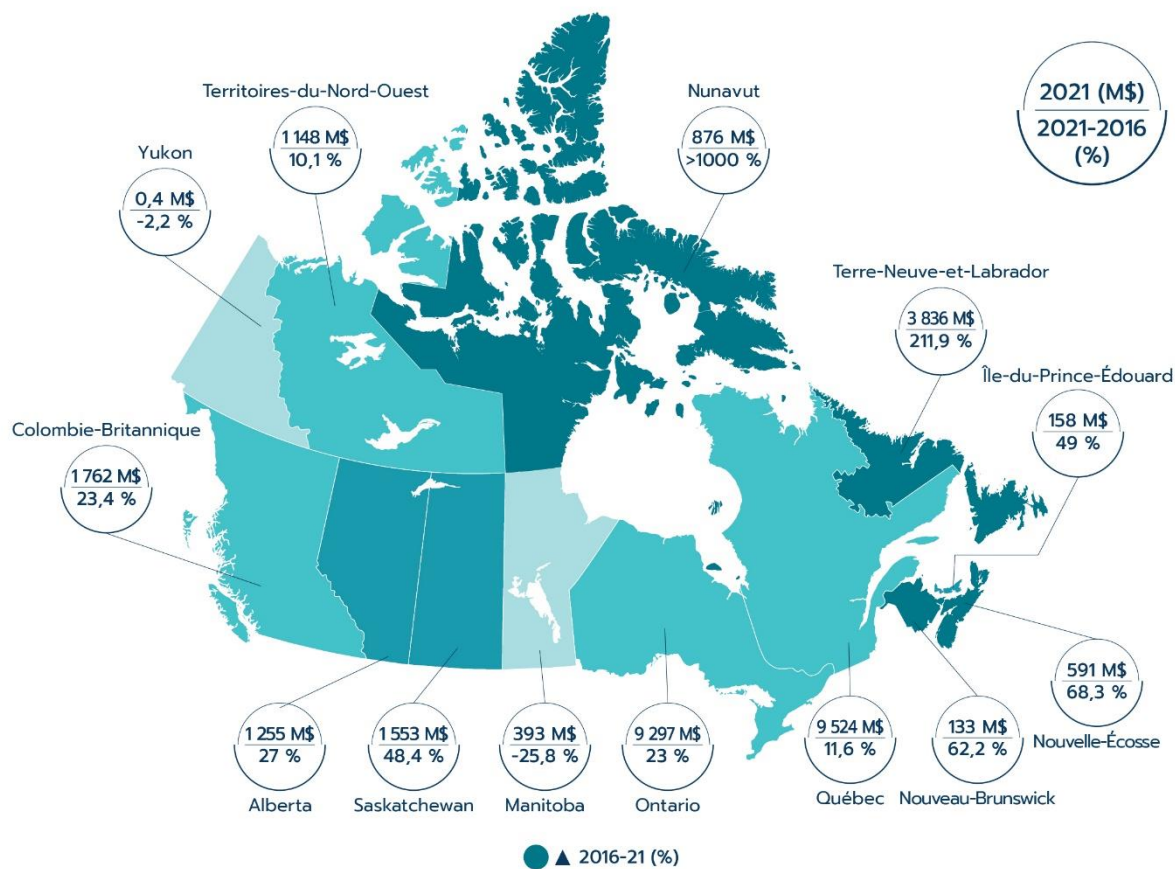 2021 (M$)
2021-2016
(%)
Territoires-du-Nord-Ouest
1 148 M$
10,1 %
Nunavut
876 M$
>1000 %
Yukon
0,4 M$
-2,2 %
Terre-Neuve-et-Labrador
3 836 M$
211,9 %
Île-du-Prince-Édouard
158 M$
49 %
Colombie-Britannique
1 762 M$
23,4 %
591 M$
68,3 %
Nouvelle-Écosse
1 255 M$
27 %
Alberta
1 553 M$
48,4 %
Saskatchewan
393 M$
-25,8 %
Manitoba
9 297 M$
23 %
Ontario
9 524 M$
11,6 %
Québec
133 M$
62,2 %
Nouveau-Brunswick
▲ 2016-21 (%)